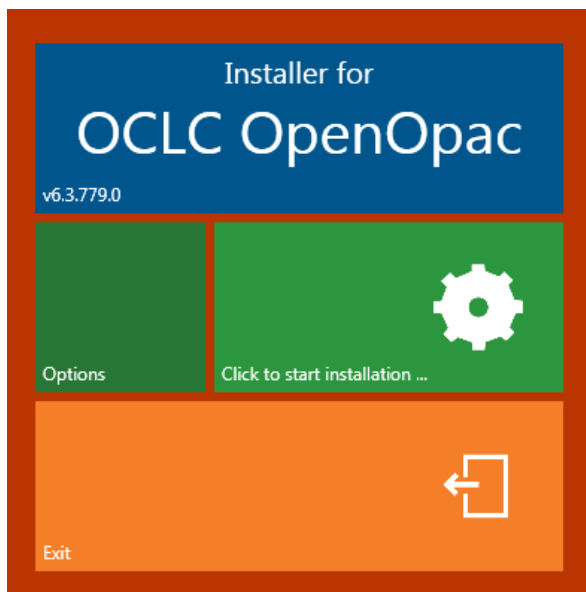 Installer for
OCLC OpenOpac
v6.3.779.0
Options
Click to start installation ...
Exit